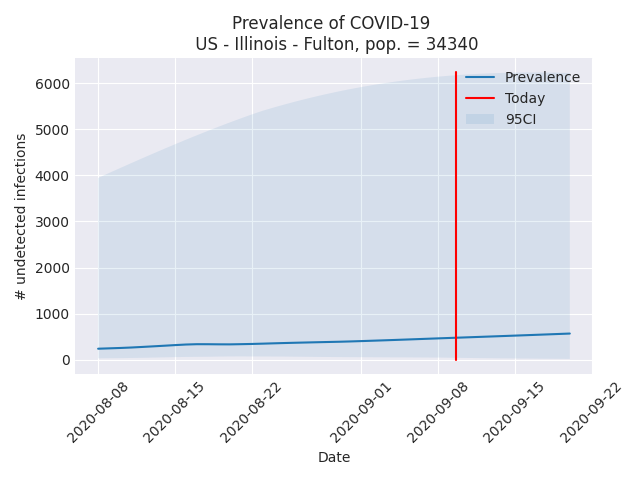 Prevalence of COVID-19
US - Illinois - Fulton, pop. = 34340
6000
5000
4000
3000
2000
1000
0
# undetected infections
Prevalence
Today
95CI
2020-08-08
2020-08-15
2020-08-22
2020-09-01
2020-09-08
2020-09-15
2020-09-22
Date